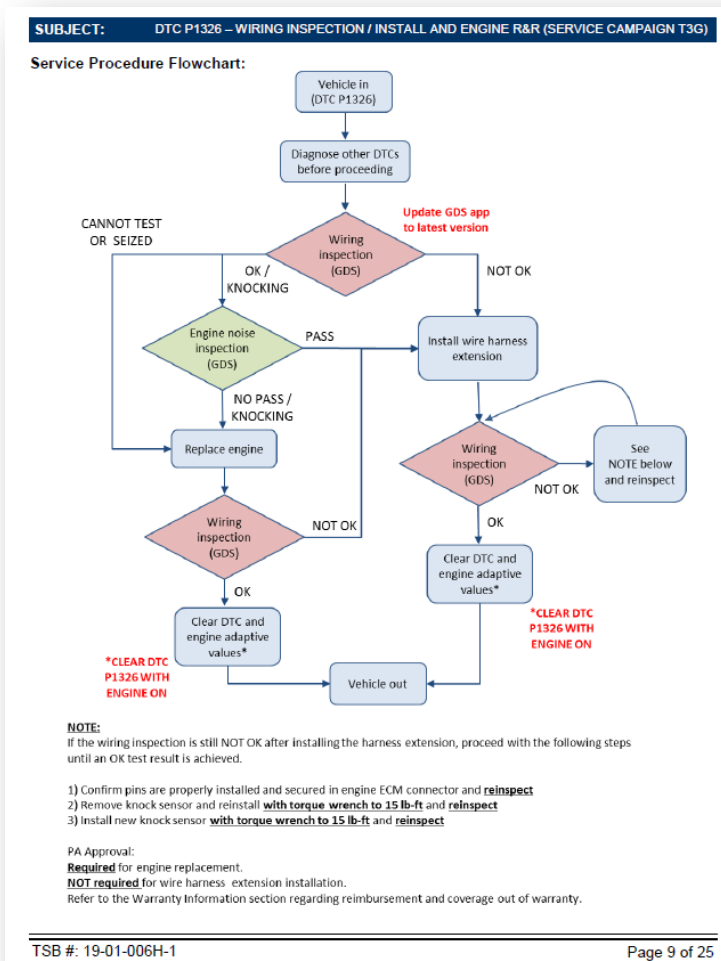 SUBJECT: DTC P1326 – WIRING INSPECTION / INSTALL AND ENGINE R&R (SERVICE CAMPAIGN T3G)
Service Procedure Flowchart:
Vehicle in
(DTC P1326)
Diagnose other DTCs
before proceeding
Update GDS app
to latest version
CANNOT TEST
OR SEIZED
Wiring
inspection
(GDS)
OK /
KNOCKING
NOT OK
Engine noise
inspection
(GDS)
PASS
Install wire harness
extension
NO PASS /
KNOCKING
Replace engine
Wiring
inspection
(GDS)
NOT OK
See
NOTE below
and reinspect
Wiring
inspection
(GDS)
NOT OK
OK
OK
Clear DTC and
engine adaptive
values*
*CLEAR DTC
P1326 WITH
ENGINE ON
Clear DTC and
engine adaptive
values*
*CLEAR DTC
P1326 WITH
ENGINE ON
Vehicle out
NOTE:
If the wiring inspection is still NOT OK after installing the harness extension, proceed with the following steps
until an OK test result is achieved.
1) Confirm pins are properly installed and secured in engine ECM connector and reinspect
2) Remove knock sensor and reinstall with torque wrench to 15 lb-ft and reinspect
3) Install new knock sensor with torque wrench to 15 lb-ft and reinspect
PA Approval:
Required for engine replacement.
NOT required for wire harness extension installation.
Refer to the Warranty Information section regarding reimbursement and coverage out of warranty.
TSB #: 19-01-006H-1
Page 9 of 25